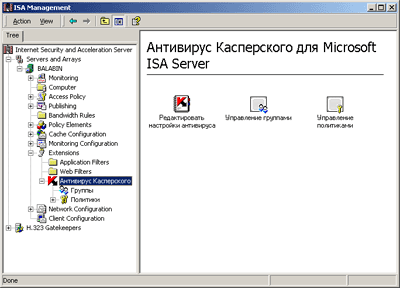 ISA Management
Action View
Tree
Internet Security and Acceleration Server
Servers and Arrays
BALABIN
Monitoring
Computer
Access Policy
Publishing
Bandwidth Rules
Policy Elements
Cache Configuration
Monitoring Configuration
Extensions
Application Filters
Web Filters
Антивирус Касперского
Группы
Политики
Network Configuration
Client Configuration
H.323 Gatekeepers
Антивирус Касперского для Microsoft
ISA Server
Редактировать
настройки антивируса
Управление группами
Управление
политиками
Done